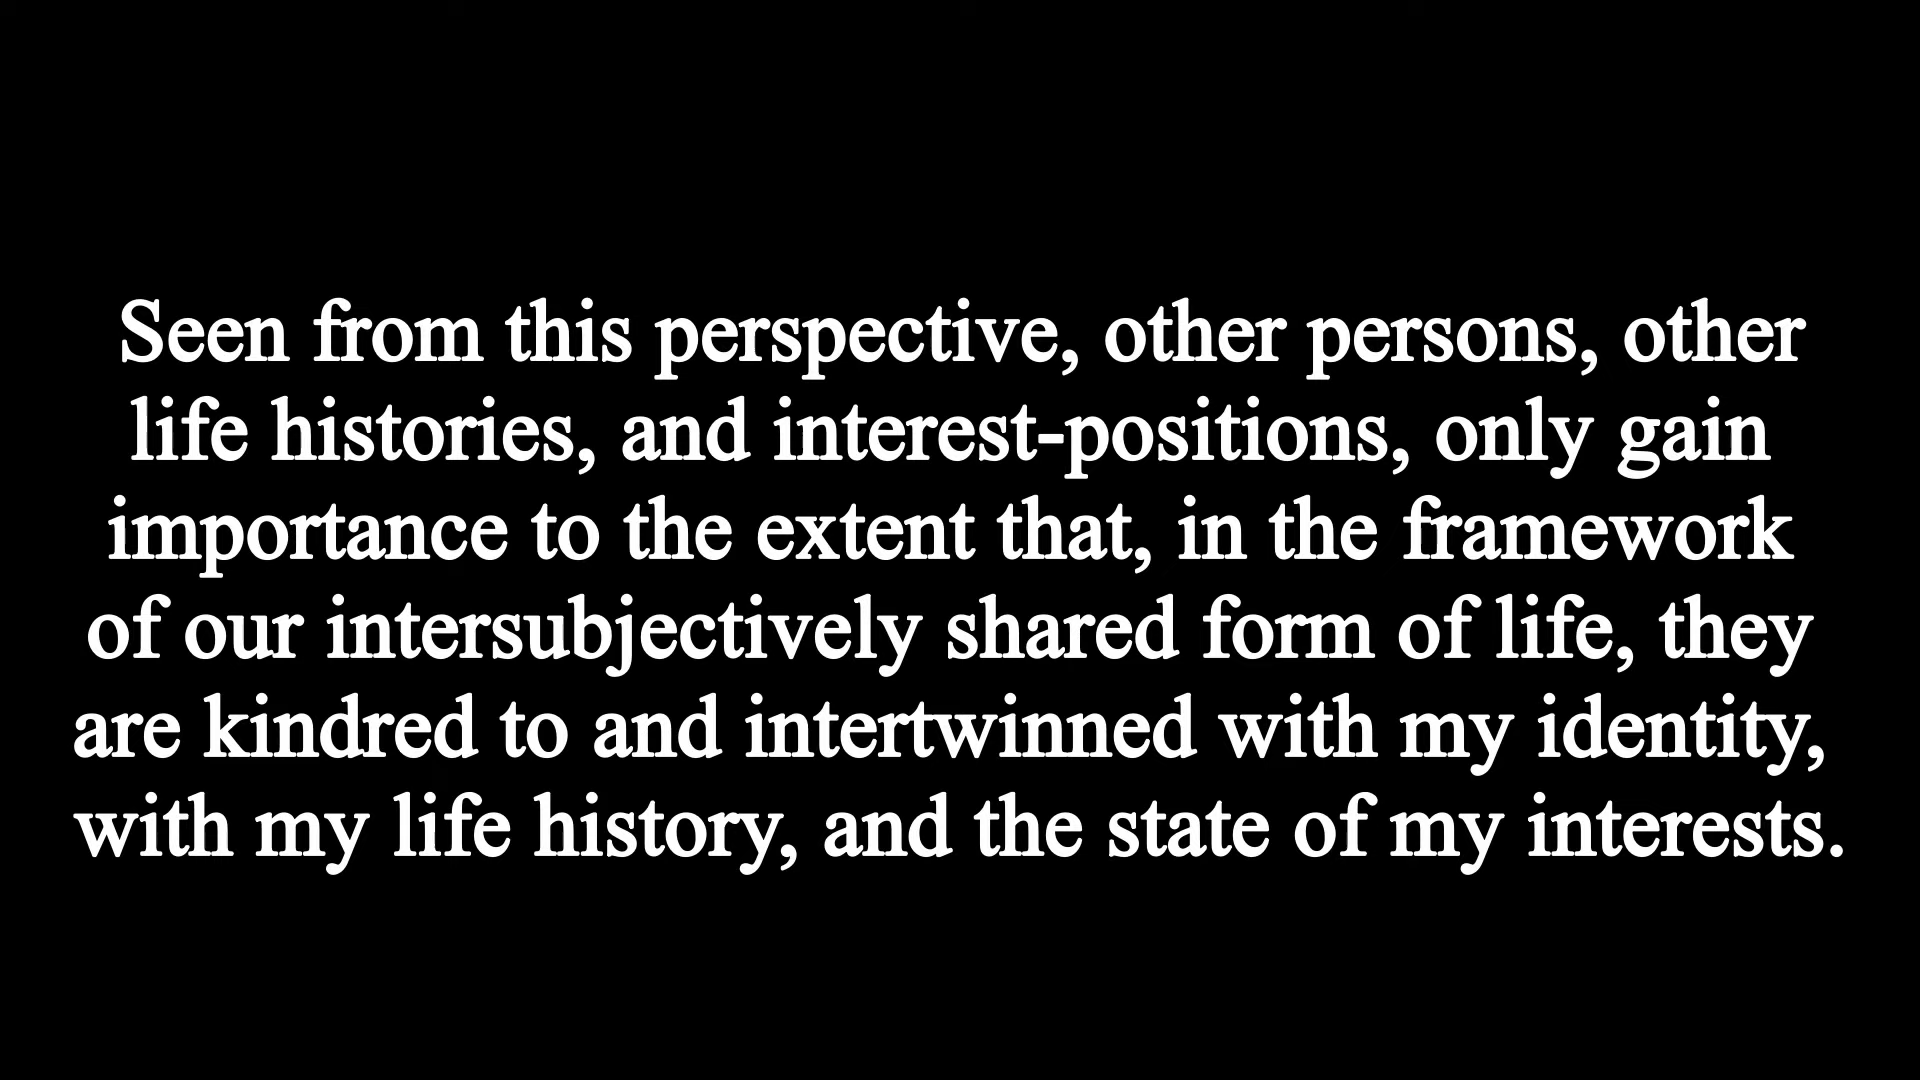 Seen from this perspective, other persons, other
life histories, and interest-positions, only gain
importance to the extent that, in the framework
of our intersubjectively shared form of life, they
are kindred to and intertwinned with my identity,
with my life history, and the state of my interests.